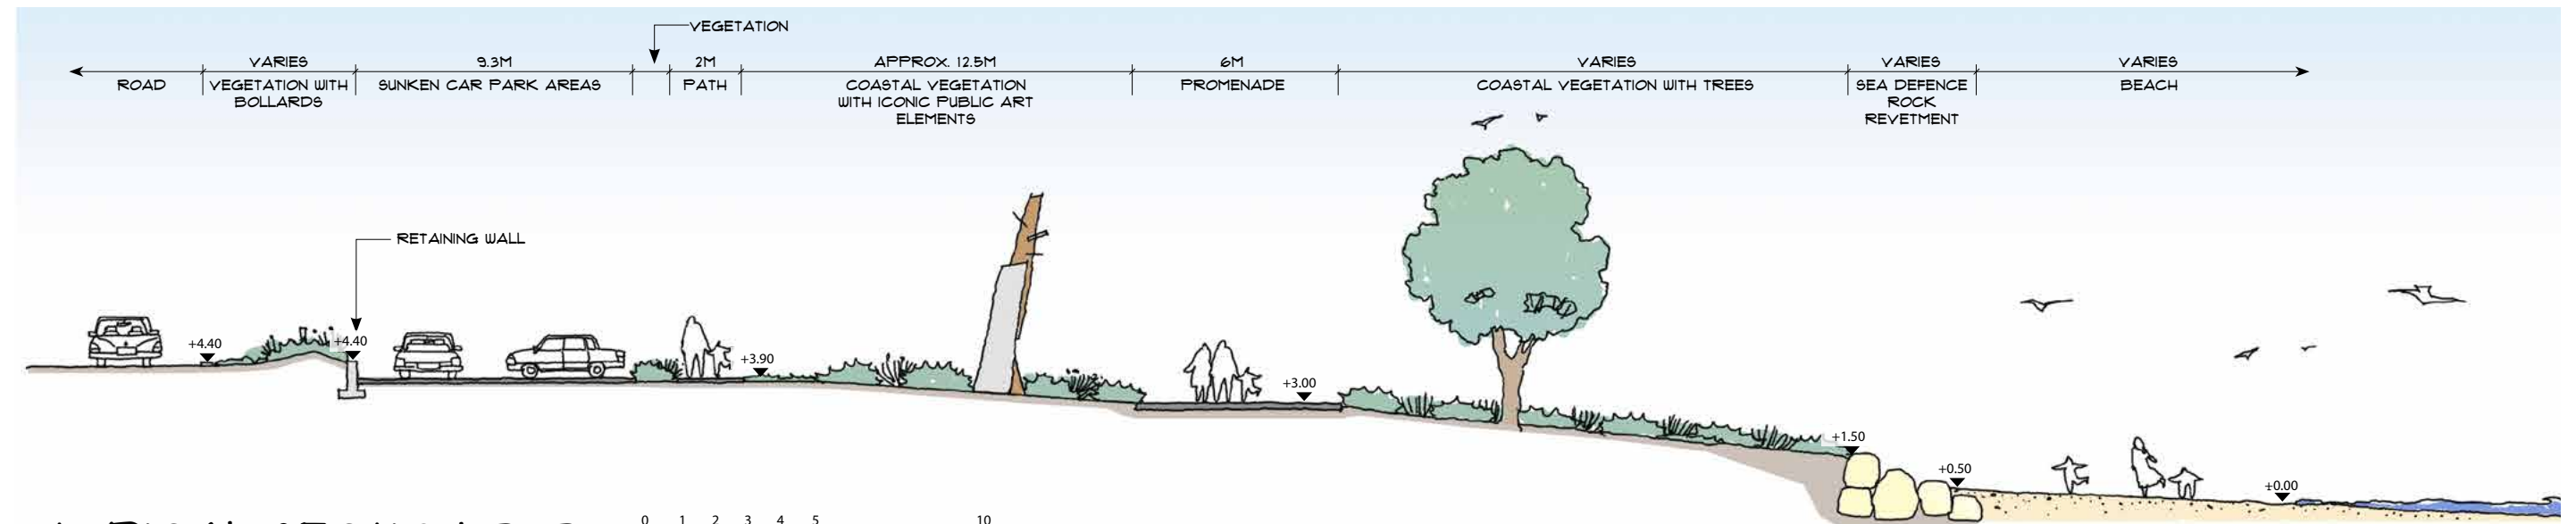 VEGETATION
VARIES
9.3M
2M
APPROX. 12.5M
6M
VARIES
VARIES
VARIES
ROAD
VEGETATION WITH
BOLLARDS
SUNKEN CAR PARK AREAS
PATH
COASTAL VEGETATION
WITH ICONIC PUBLIC ART
ELEMENTS
PROMENADE
COASTAL VEGETATION WITH TREES
SEA DEFENCE
ROCK
REVETMENT
BEACH
RETAINING WALL
+4.40
+4.40
+3.90
+3.00
+1.50
+0.50
+0.00
0 1 2 3 4 5 10